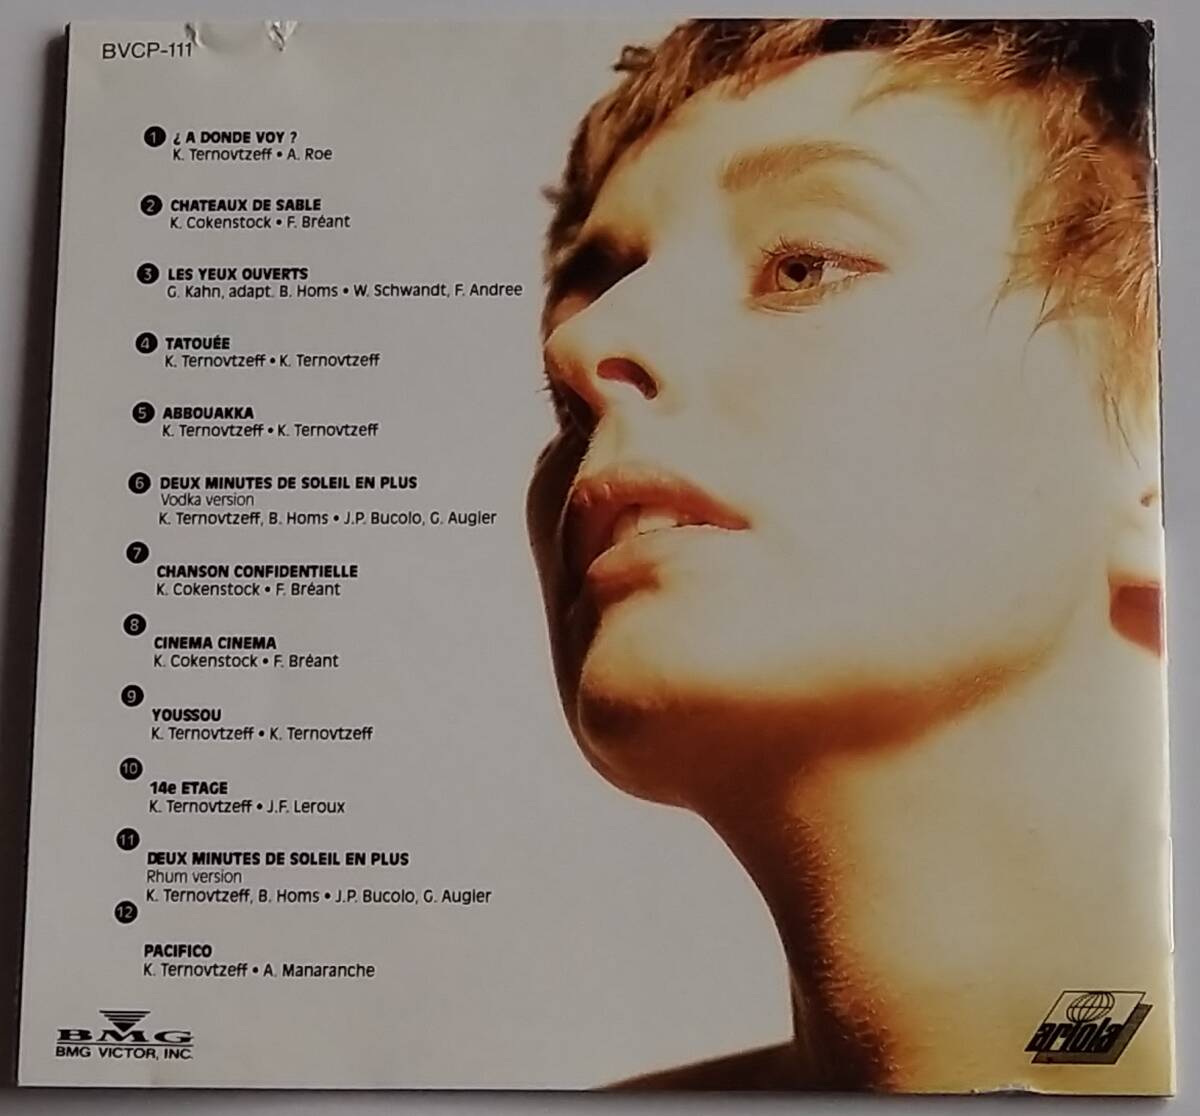 BVCP-111
1 ¿ A DONDE VOY ?
K. Ternovtzeff • A. Roe
2 CHATEAUX DE SABLE
K. Cokenstock • F. Bréant
3 LES YEUX OUVERTS
G. Kahn, adapt. B. Homs • W. Schwandt, F. Andree
4 TATOUÉE
K. Ternovtzeff • K. Ternovtzeff
5 ABBOUAKKA
K. Ternovtzeff • K. Ternovtzeff
6 DEUX MINUTES DE SOLEIL EN PLUS
Vodka version
K. Ternovtzeff, B. Homs • J.P. Bucolo, G. Augier
7
CHANSON CONFIDENTIELLE
K. Cokenstock • F. Bréant
8
CINEMA CINEMA
K. Cokenstock • F. Bréant
9
YOUSSOU
K. Ternovtzeff • K. Ternovtzeff
10
14e ETAGE
K. Ternovtzeff • J.F. Leroux
11
DEUX MINUTES DE SOLEIL EN PLUS
Rhum version
K. Ternovtzeff, B. Homs • J.P. Bucolo, G. Augier
12
PACIFICO
K. Ternovtzeff • A. Manaranche
BMG
BMG VICTOR, INC.
ariola